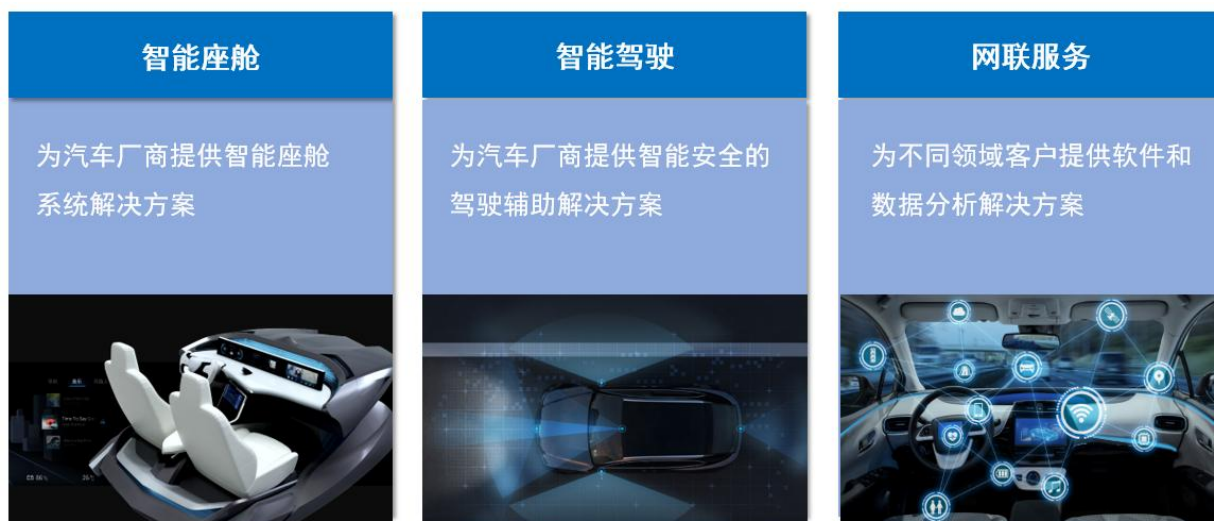 智能座舱
为汽车厂商提供智能座舱
系统解决方案
智能驾驶
为汽车厂商提供智能安全的
驾驶辅助解决方案
网联服务
为不同领域客户提供软件和
数据分析解决方案